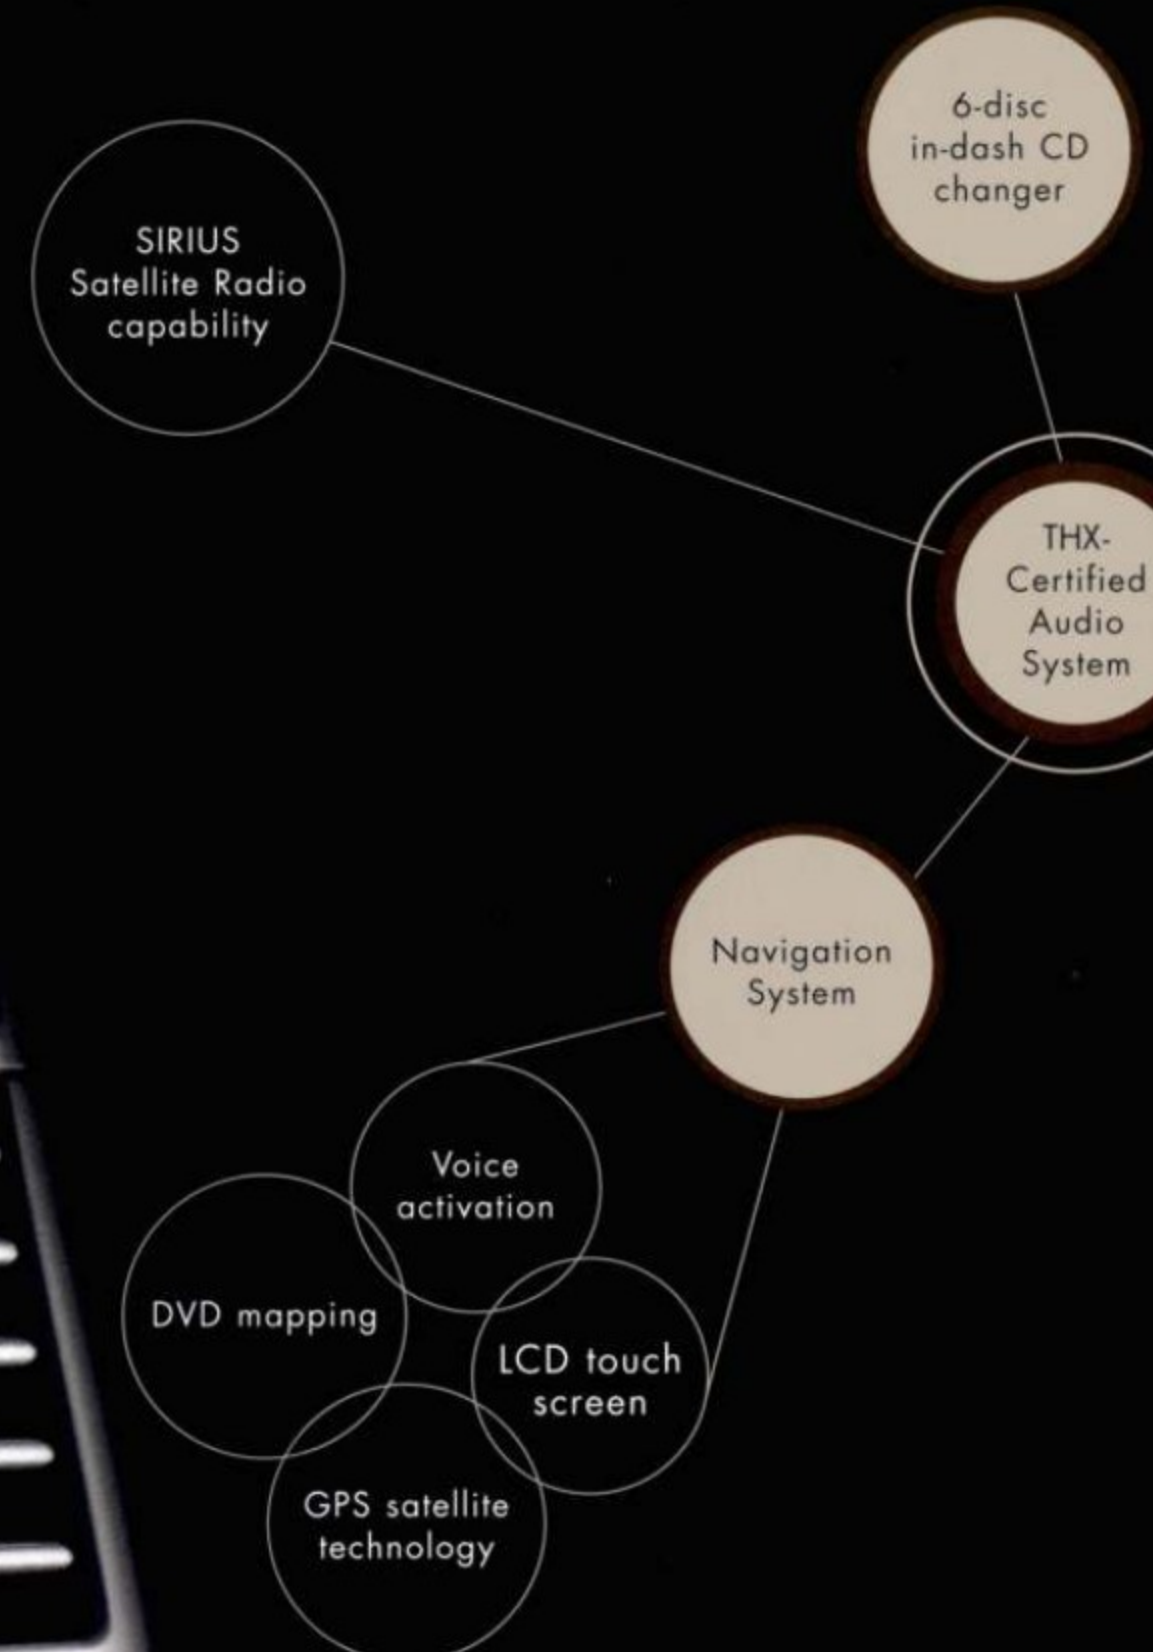 6-disc
in-dash CD
changer
SIRIUS
Satellite Radio
capability
THX-
Certified
Audio
System
Navigation
System
Voice
activation
DVD mapping
LCD touch
screen
GPS satellite
technology